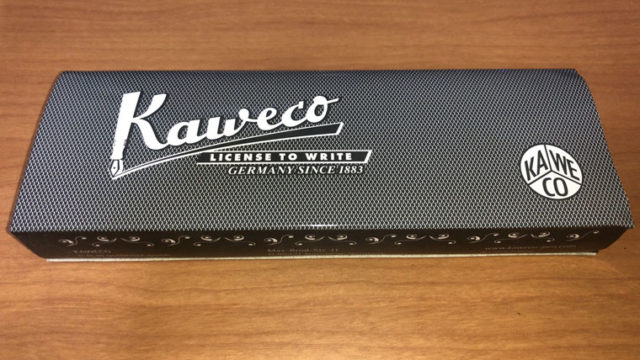 Kaweco
LICENSE TO WRITE
GERMANY SINCE 1883
KA WE
CO